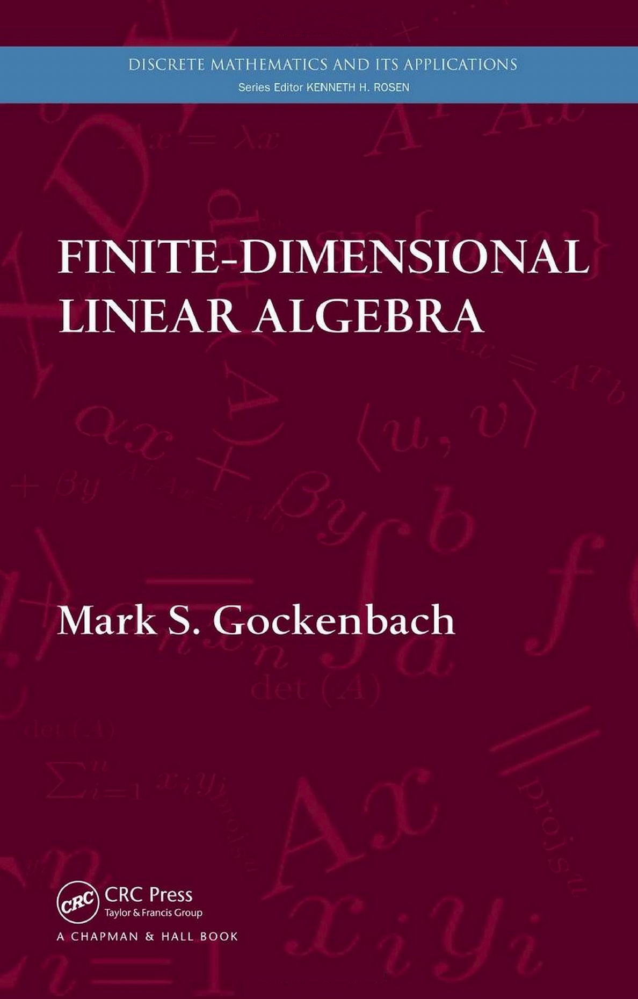 DISCRETE MATHEMATICS AND ITS APPLICATIONS
Series Editor KENNETH H. ROSEN
FINITE-DIMENSIONAL
LINEAR ALGEBRA
Mark S. Gockenbach
CRC
CRC Press
Taylor & Francis Group
A CHAPMAN & HALL BOOK